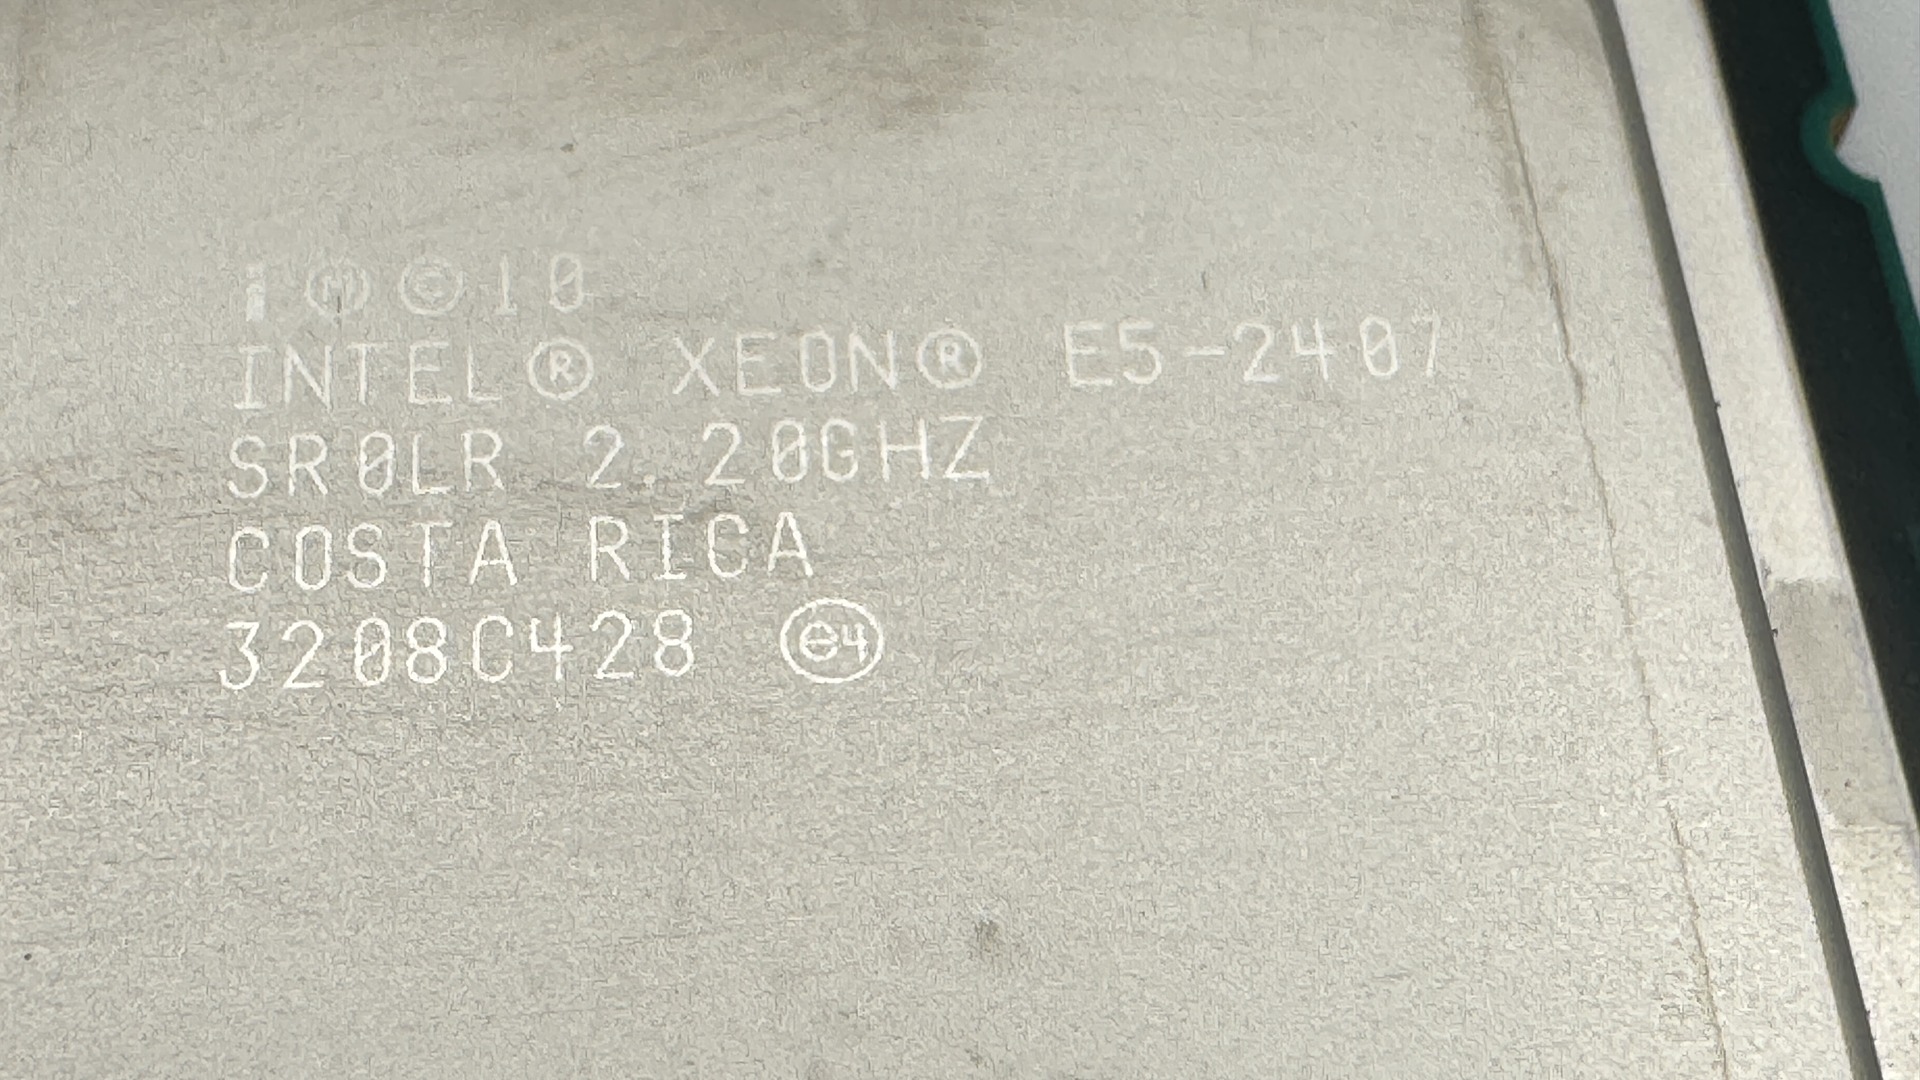 i Ⓜ © 10
INTEL® XEON® E5-2407
SR0LR 2.20GHZ
COSTA RICA
3208C428 e4